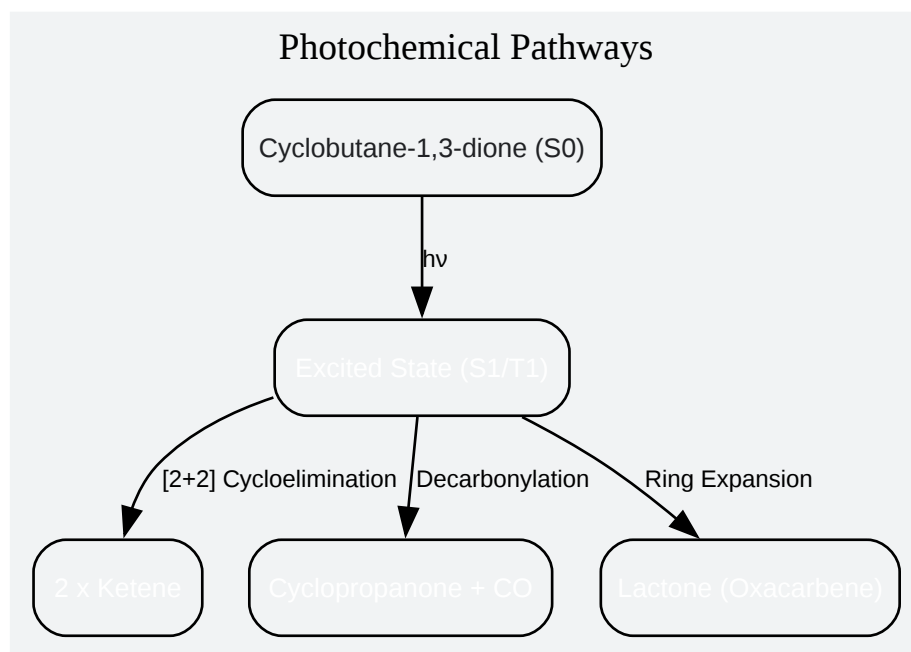 Photochemical Pathways
Cyclobutane-1,3-dione (S0)
hν
Excited State (S1/T1)
[2+2] Cycloelimination
Decarbonylation
Ring Expansion
2 x Ketene
Cyclopropanone + CO
Lactone (Oxacarbene)